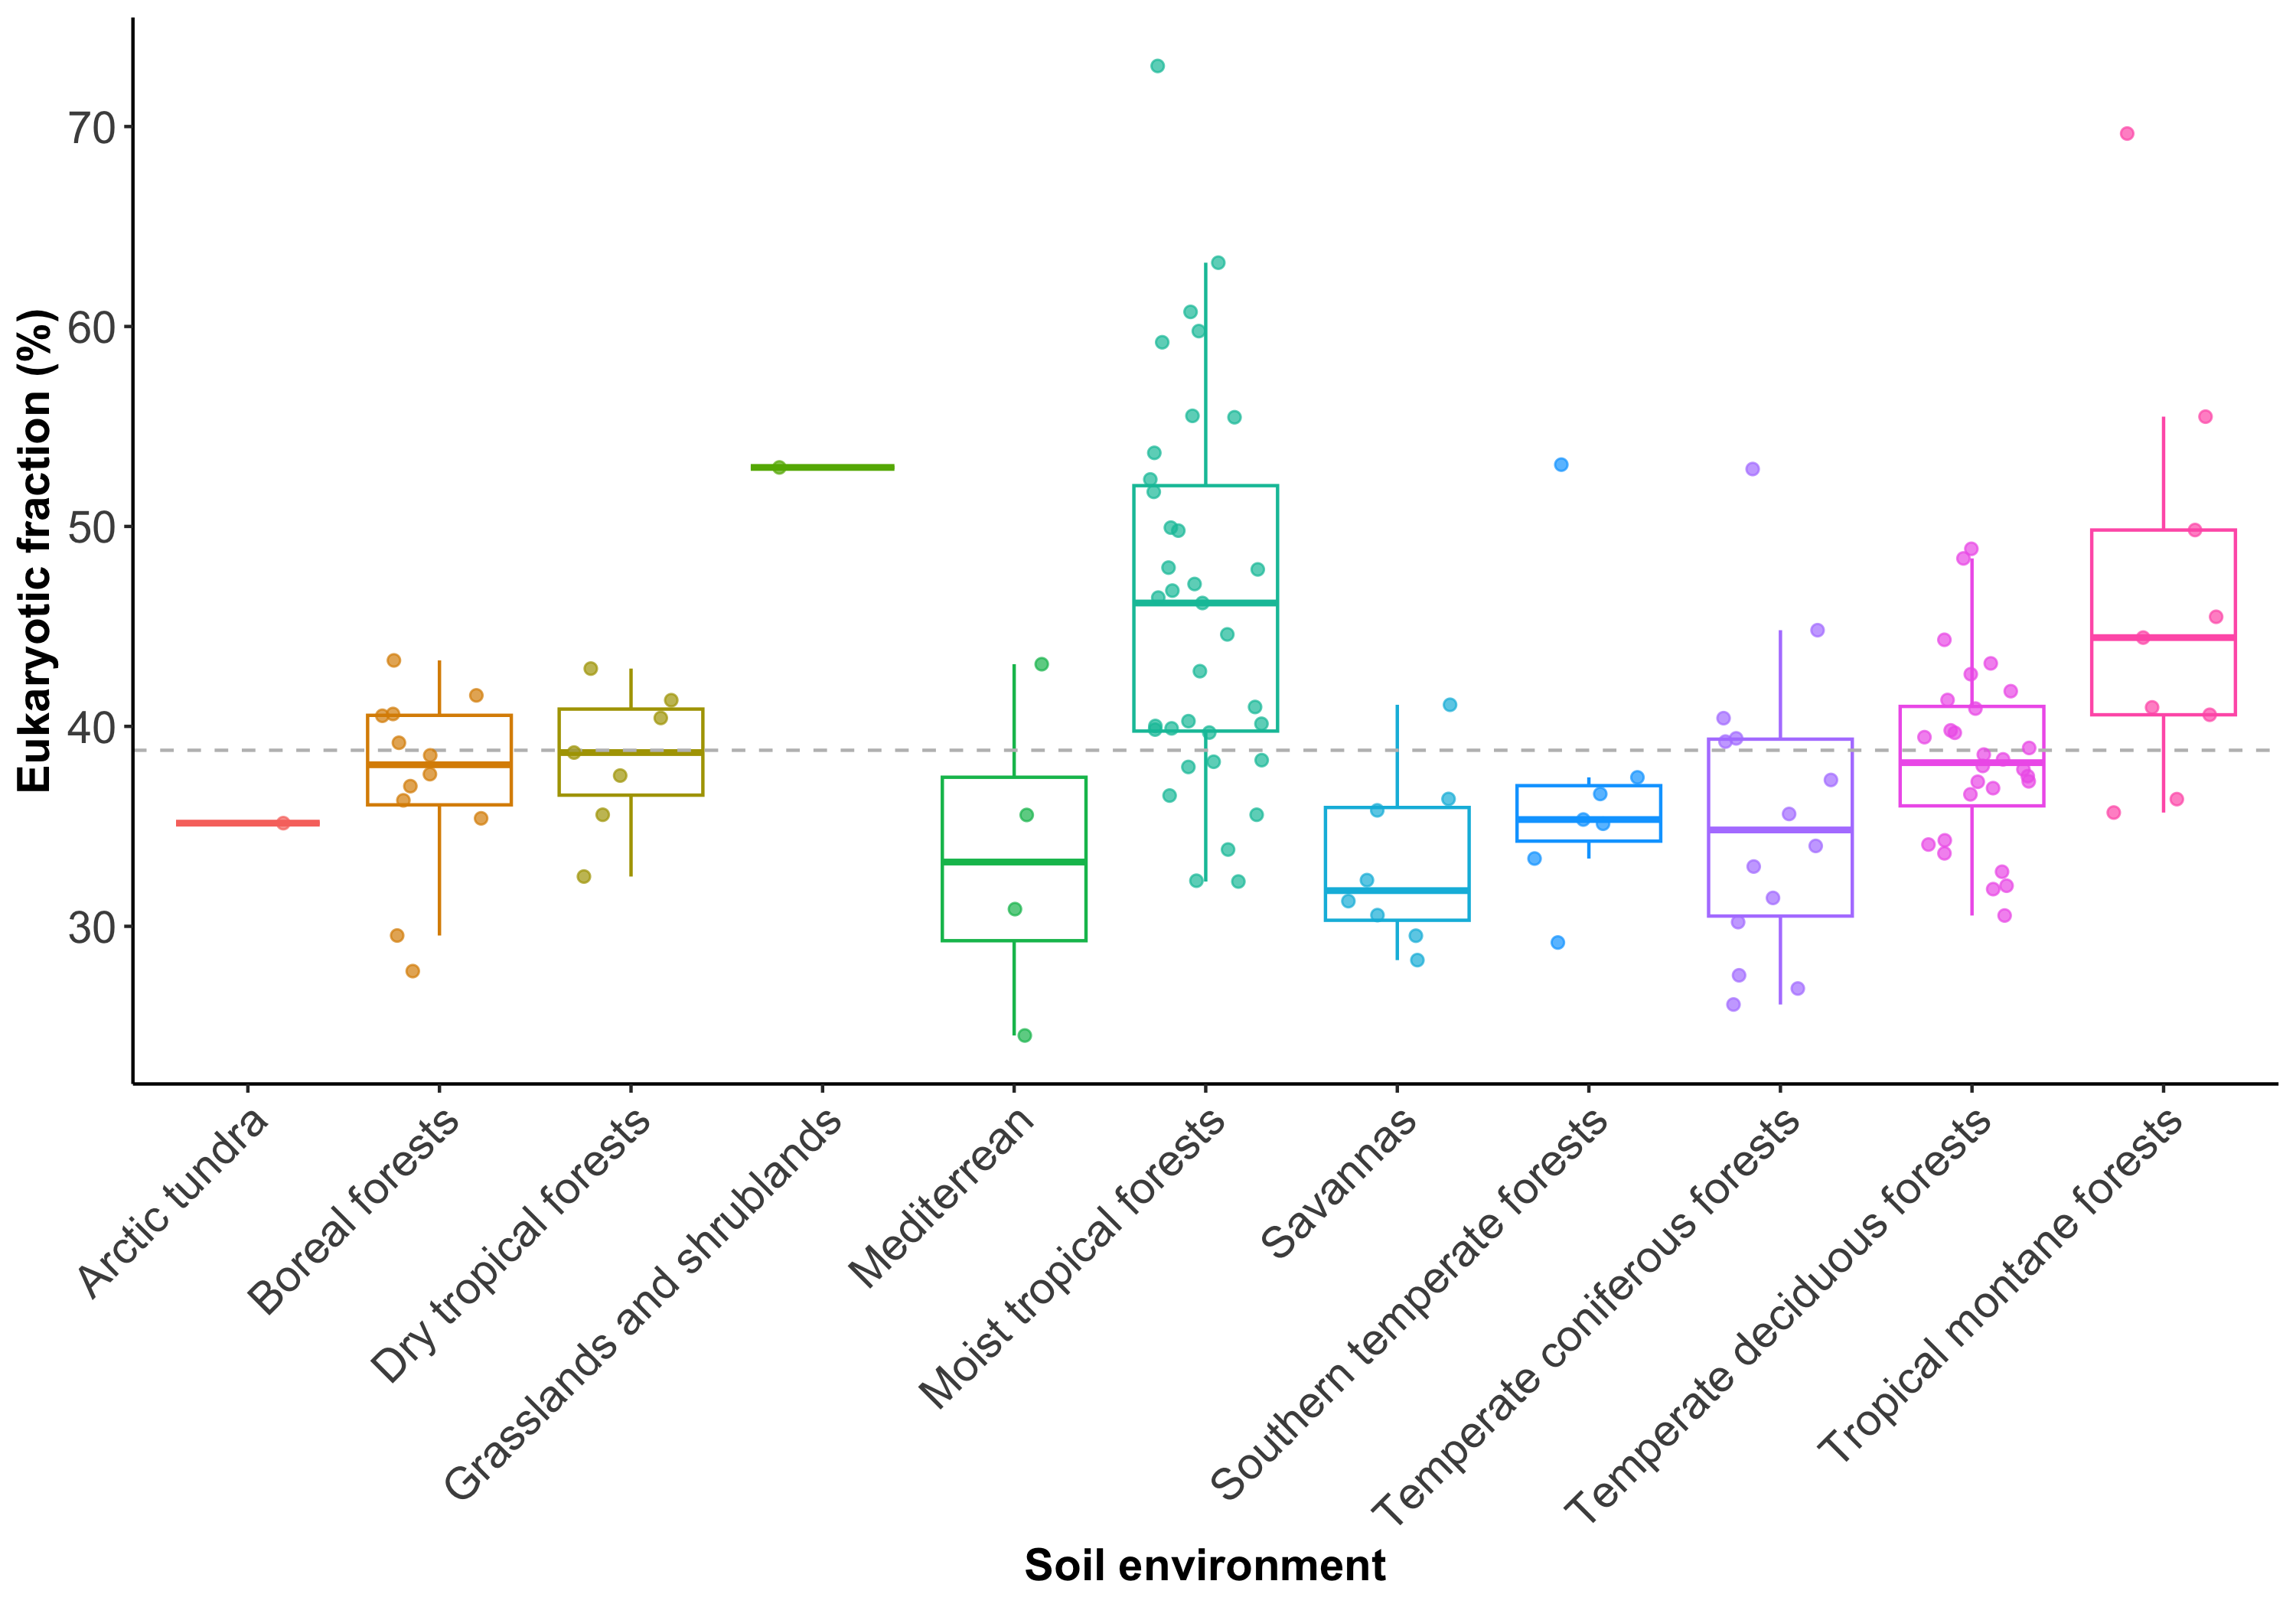 Eukaryotic fraction (%)
70
60
50
40
30
Arctic tundra
Boreal forests
Dry tropical forests
Grasslands and shrublands
Mediterrean
Moist tropical forests
Savannas
Southern temperate forests
Temperate coniferous forests
Temperate deciduous forests
Tropical montane forests
Soil environment